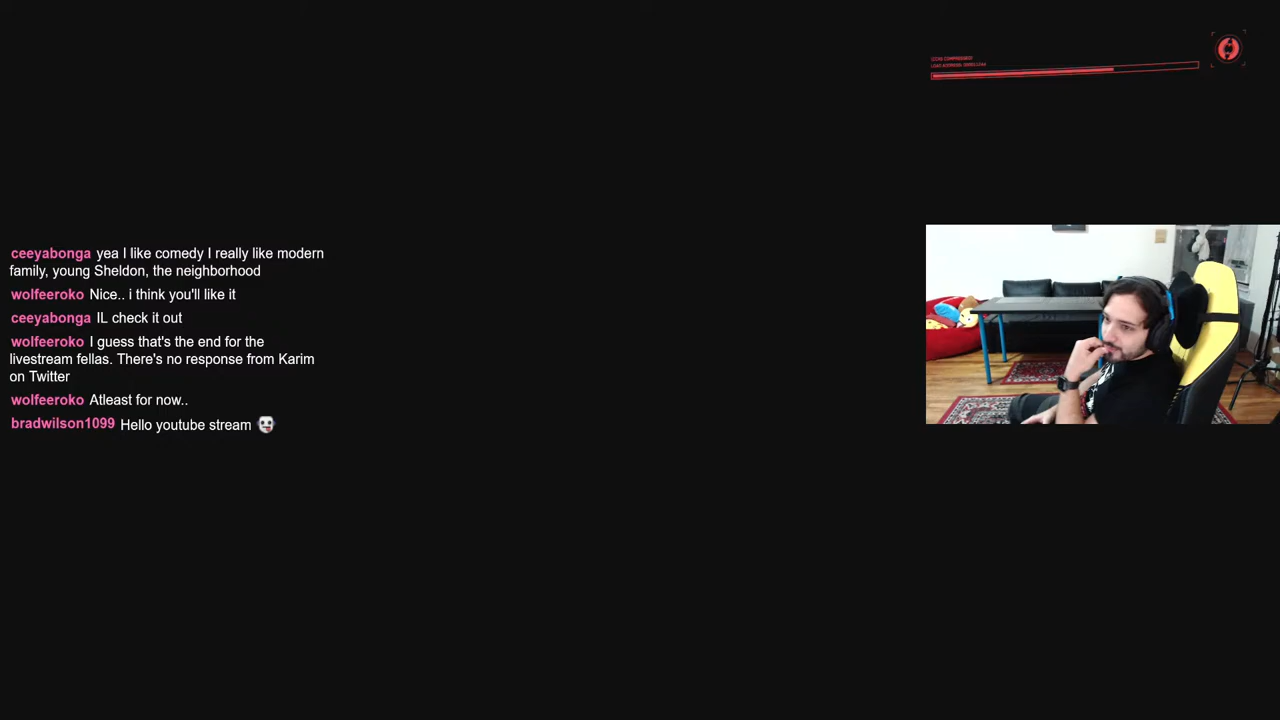 ceeyabonga yea I like comedy I really like modern
family, young Sheldon, the neighborhood
wolfeeroko Nice.. i think you'll like it
ceeyabonga IL check it out
wolfeeroko I guess that's the end for the
livestream fellas. There's no response from Karim
on Twitter
wolfeeroko Atleast for now..
bradwilson1099 Hello youtube stream